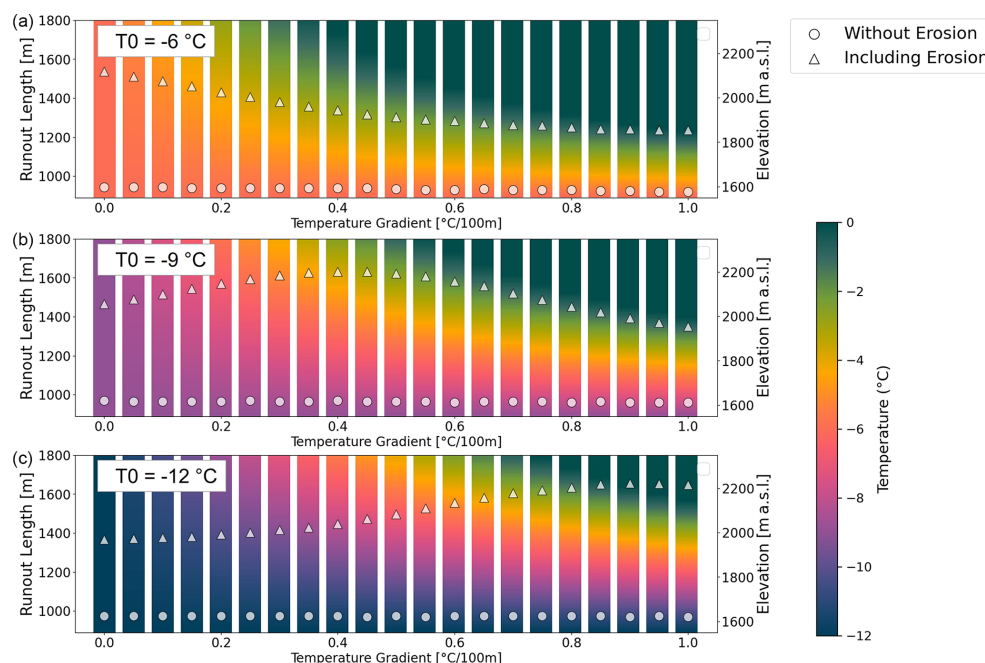 (a)
T0 = -6 °C
Runout Length [m]
1800
1600
1400
1200
1000
0.0 0.2 0.4 0.6 0.8 1.0
Temperature Gradient [°C/100m]
2200
2000
1800
1600
Elevation [m a.s.l.]
Without Erosion
Including Erosion
(b)
T0 = -9 °C
Runout Length [m]
1800
1600
1400
1200
1000
0.0 0.2 0.4 0.6 0.8 1.0
Temperature Gradient [°C/100m]
2200
2000
1800
1600
Elevation [m a.s.l.]
(c)
T0 = -12 °C
Runout Length [m]
1800
1600
1400
1200
1000
0.0 0.2 0.4 0.6 0.8 1.0
Temperature Gradient [°C/100m]
2200
2000
1800
1600
Elevation [m a.s.l.]
0
−2
−4
−6
−8
−10
−12
Temperature (°C)